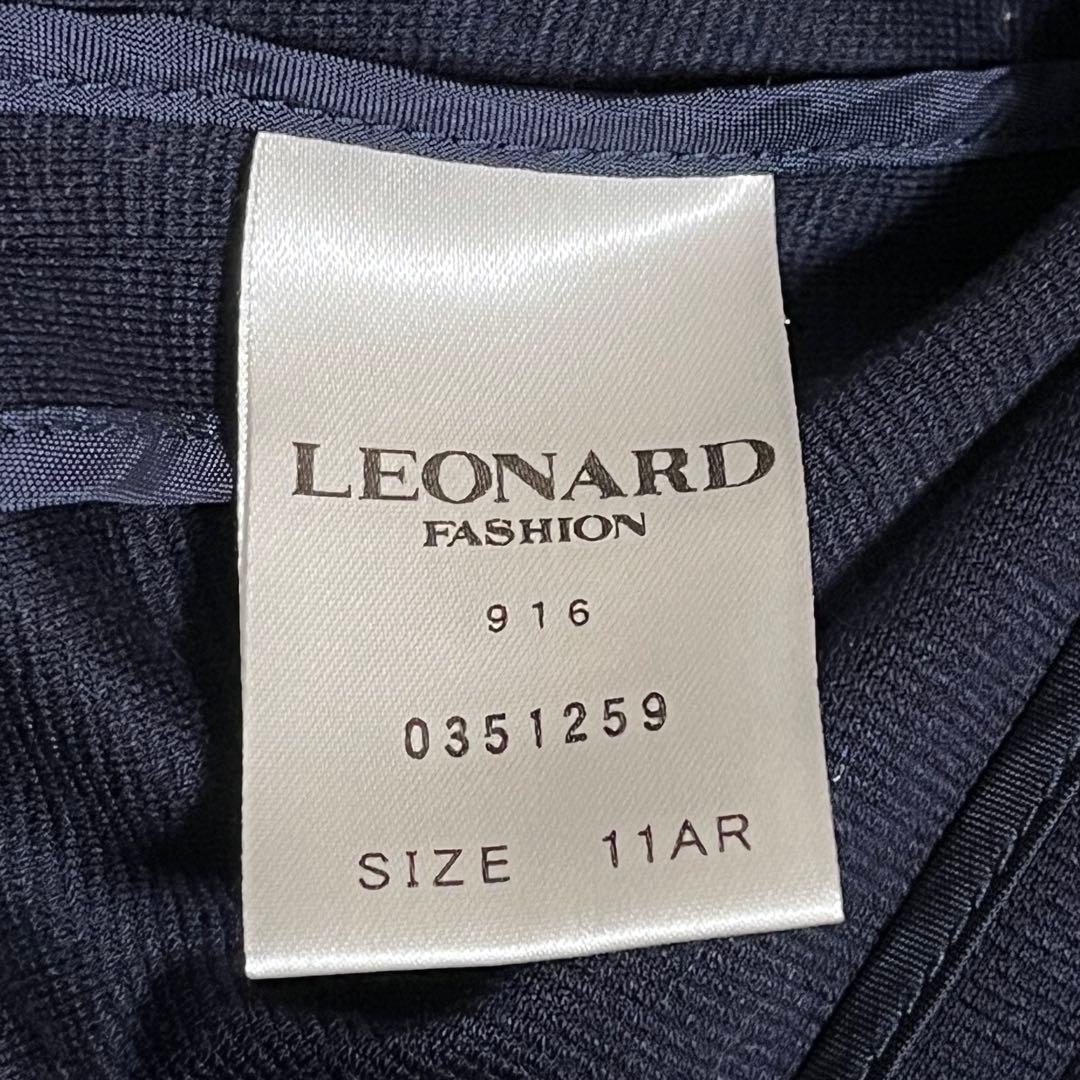 LEONARD
FASHION
916
0351259
SIZE 11AR